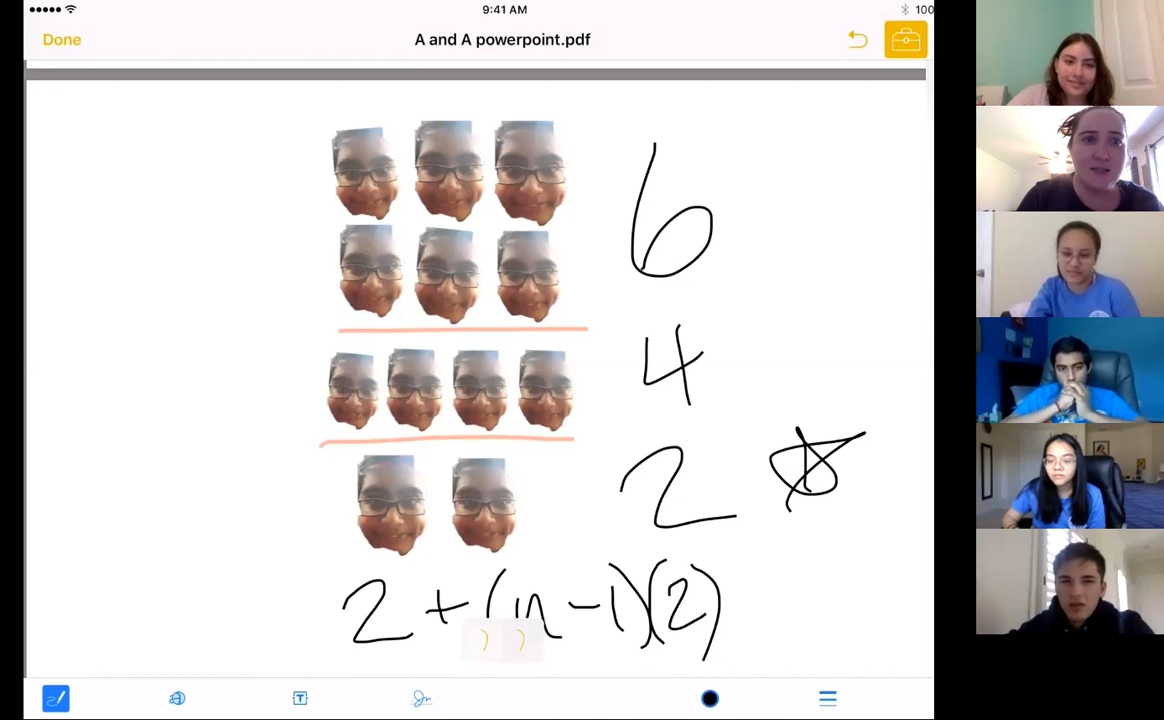 9:41 AM
100
Done
A and A powerpoint.pdf
6
4
2
2 + (n - 1)(2)
T